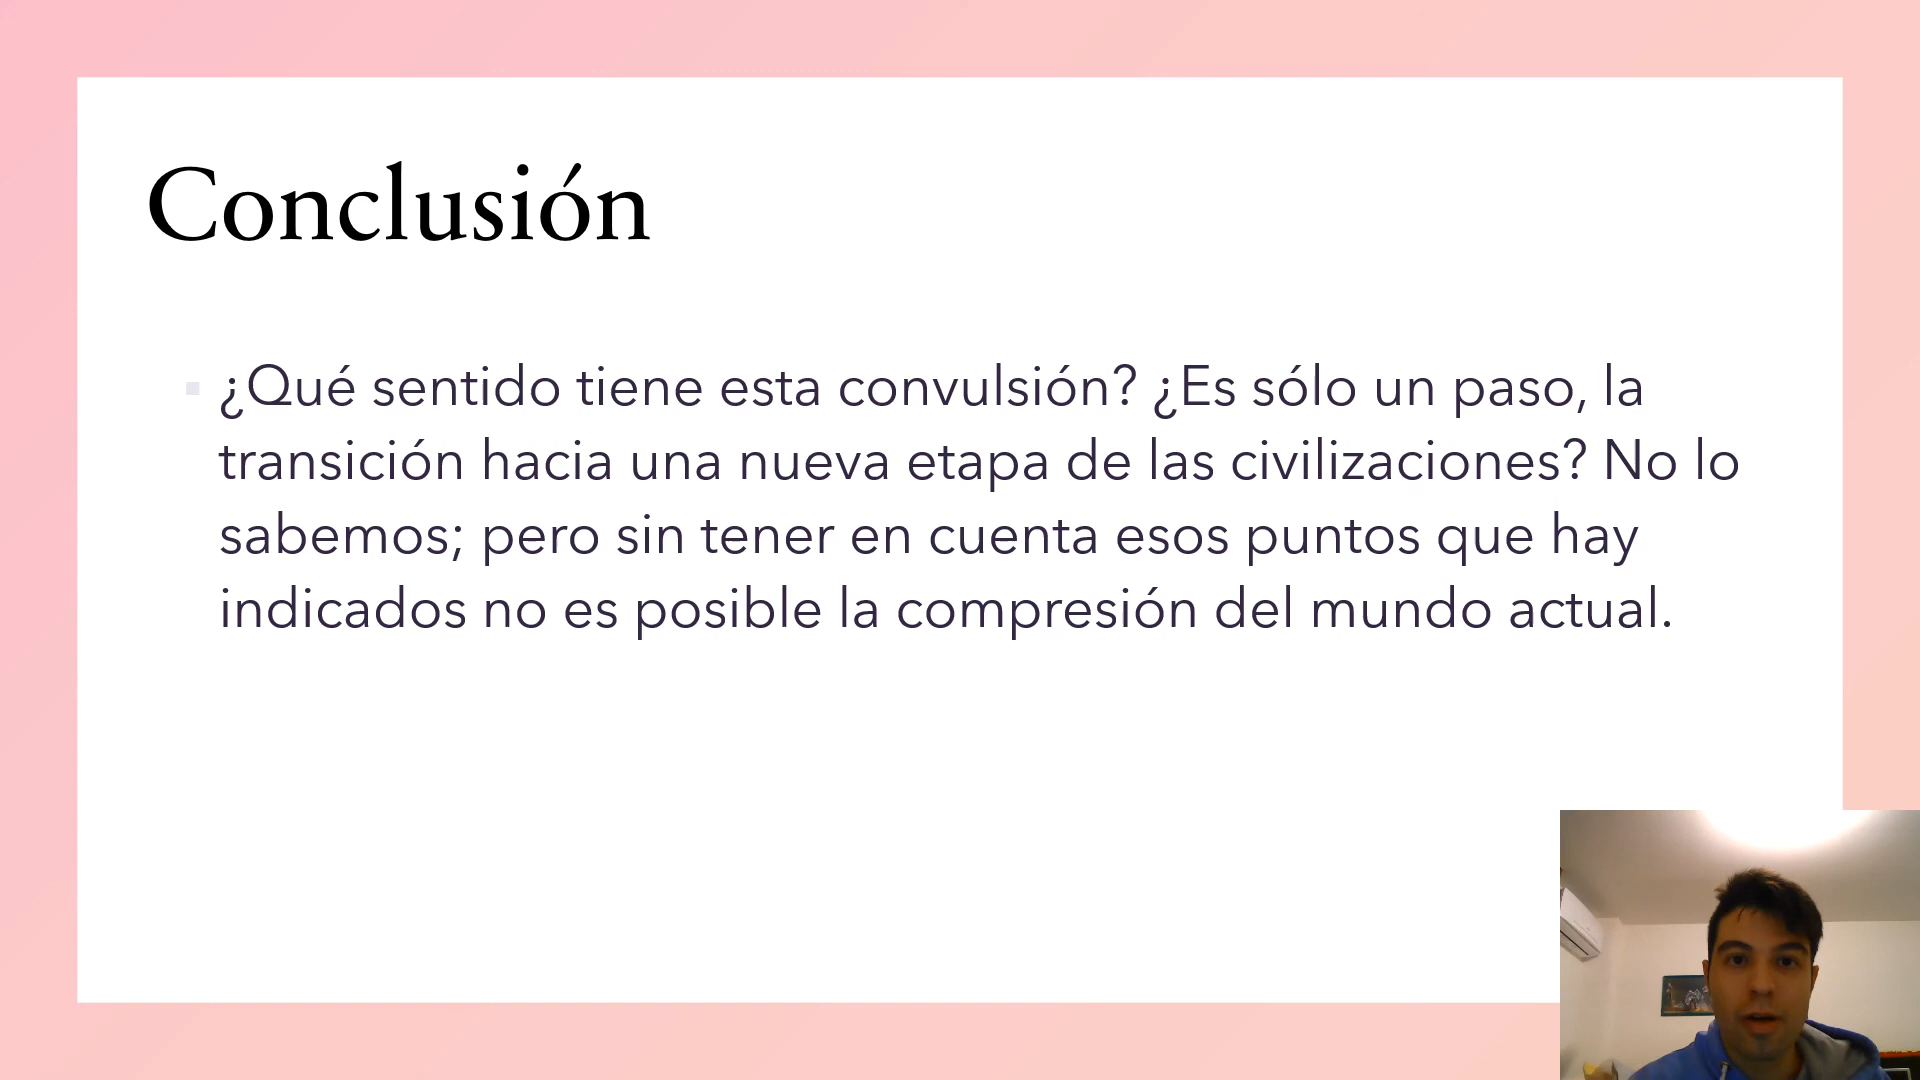 Conclusión
¿Qué sentido tiene esta convulsión? ¿Es sólo un paso, la
transición hacia una nueva etapa de las civilizaciones? No lo
sabemos; pero sin tener en cuenta esos puntos que hay
indicados no es posible la compresión del mundo actual.